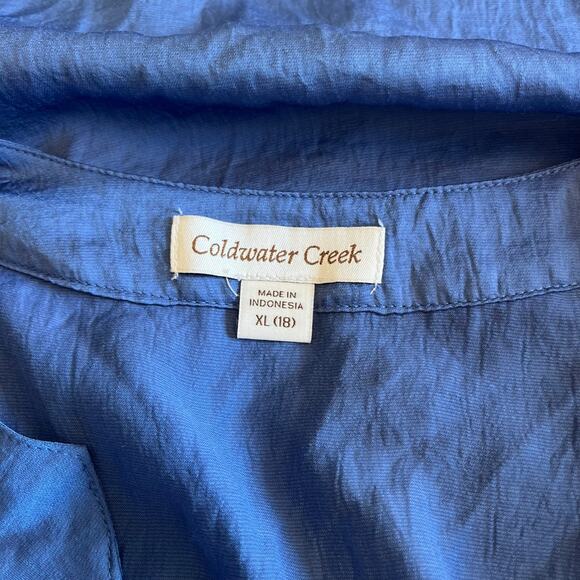 Coldwater Creek
MADE IN
INDONESIA
XL (18)